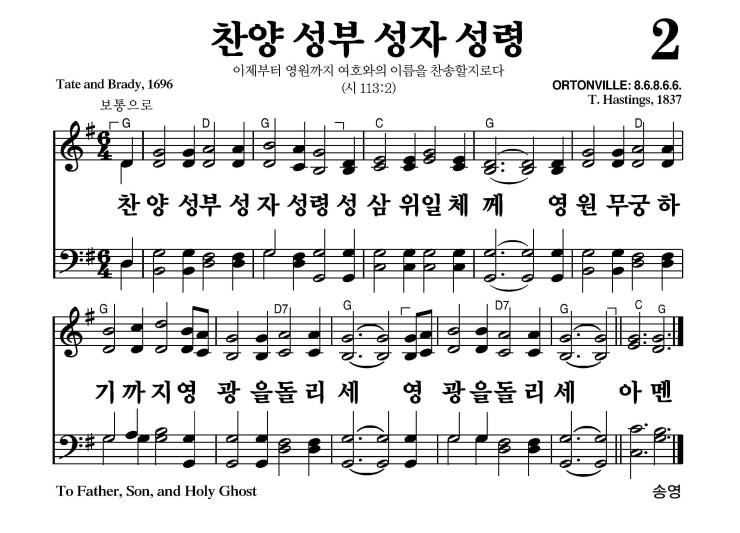 찬양 성부 성자 성령
2
이제부터 영원까지 여호와의 이름을 찬송할지로다
(시 113:2)
Tate and Brady, 1696
ORTONVILLE: 8.6.8.6.6.
T. Hastings, 1837
보통으로
G D G C G D
6 4
찬 양 성부 성 자 성령 성 삼 위일 체 께 영 원 무궁 하
6 4
G D7 G D7 G C G
기 까 지 영 광 을돌 리 세 영 광 을돌 리 세 아 멘
To Father, Son, and Holy Ghost
송영